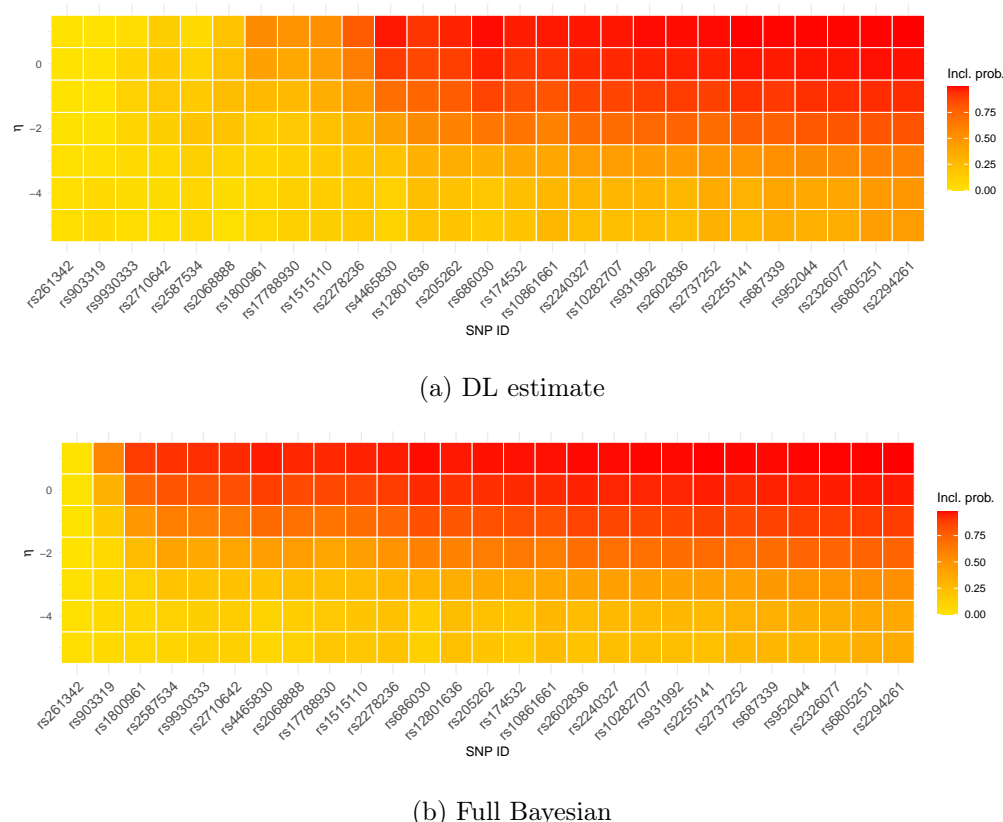 0
−2
−4
η
rs261342
rs903319
rs9930333
rs2710642
rs2587534
rs2068888
rs1800961
rs17788930
rs1515110
rs2278236
rs4465830
rs12801636
rs205262
rs686030
rs174532
rs10861661
rs2240327
rs10282707
rs931992
rs2602836
rs2737252
rs2255141
rs687339
rs952044
rs2326077
rs6805251
rs2294261
SNP ID
Incl. prob.
0.75
0.50
0.25
0.00
(a) DL estimate
0
−2
−4
η
rs261342
rs903319
rs1800961
rs2587534
rs9930333
rs2710642
rs4465830
rs2068888
rs17788930
rs1515110
rs2278236
rs686030
rs12801636
rs205262
rs174532
rs10861661
rs2602836
rs2240327
rs10282707
rs931992
rs2255141
rs2737252
rs687339
rs952044
rs2326077
rs6805251
rs2294261
SNP ID
Incl. prob.
0.75
0.50
0.25
0.00
(b) Full Bayesian